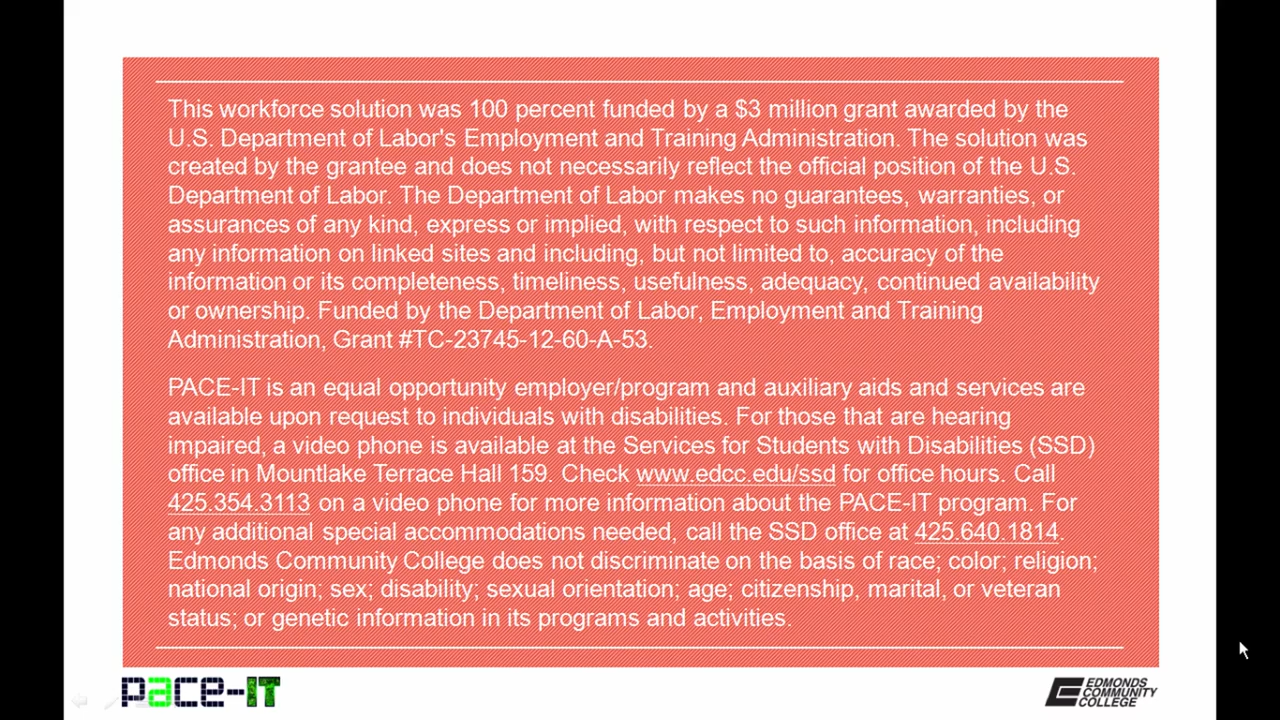 This workforce solution was 100 percent funded by a $3 million grant awarded by the
U.S. Department of Labor's Employment and Training Administration. The solution was
created by the grantee and does not necessarily reflect the official position of the U.S.
Department of Labor. The Department of Labor makes no guarantees, warranties, or
assurances of any kind, express or implied, with respect to such information, including
any information on linked sites and including, but not limited to, accuracy of the
information or its completeness, timeliness, usefulness, adequacy, continued availability
or ownership. Funded by the Department of Labor, Employment and Training
Administration, Grant #TC-23745-12-60-A-53.
PACE-IT is an equal opportunity employer/program and auxiliary aids and services are
available upon request to individuals with disabilities. For those that are hearing
impaired, a video phone is available at the Services for Students with Disabilities (SSD)
office in Mountlake Terrace Hall 159. Check www.edcc.edu/ssd for office hours. Call
425.354.3113 on a video phone for more information about the PACE-IT program. For
any additional special accommodations needed, call the SSD office at 425.640.1814.
Edmonds Community College does not discriminate on the basis of race; color; religion;
national origin; sex; disability; sexual orientation; age; citizenship, marital, or veteran
status; or genetic information in its programs and activities.
pace-IT
EDMONDS
COMMUNITY
COLLEGE